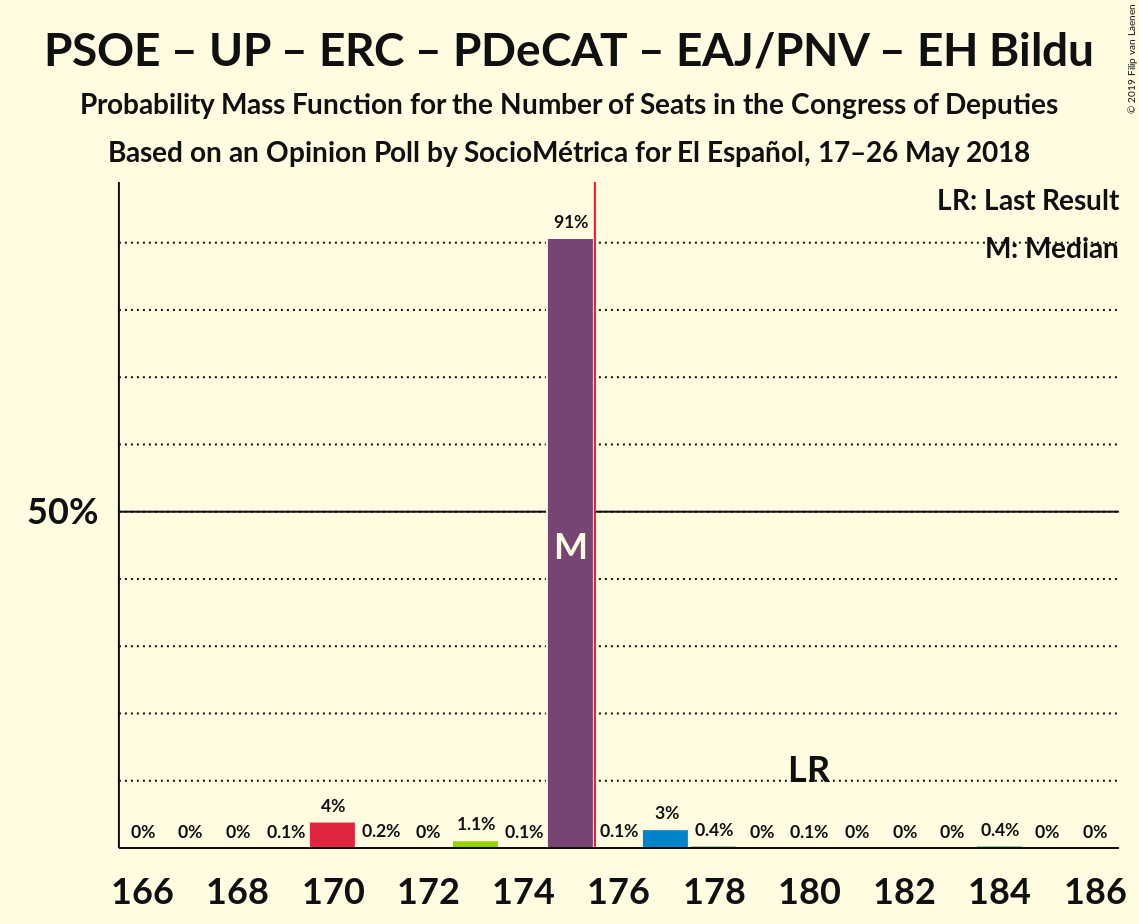 PSOE – UP – ERC – PDeCAT – EAJ/PNV – EH Bildu
Probability Mass Function for the Number of Seats in the Congress of Deputies
Based on an Opinion Poll by SocioMétrica for El Español, 17–26 May 2018
© 2019 Filip van Laenen
LR: Last Result
M: Median
91%
50%
M
LR
0% 0% 0% 0.1% 4% 0.2% 0% 1.1% 0.1% 0.1% 3% 0.4% 0% 0.1% 0% 0% 0% 0.4% 0% 0%
166 168 170 172 174 176 178 180 182 184 186